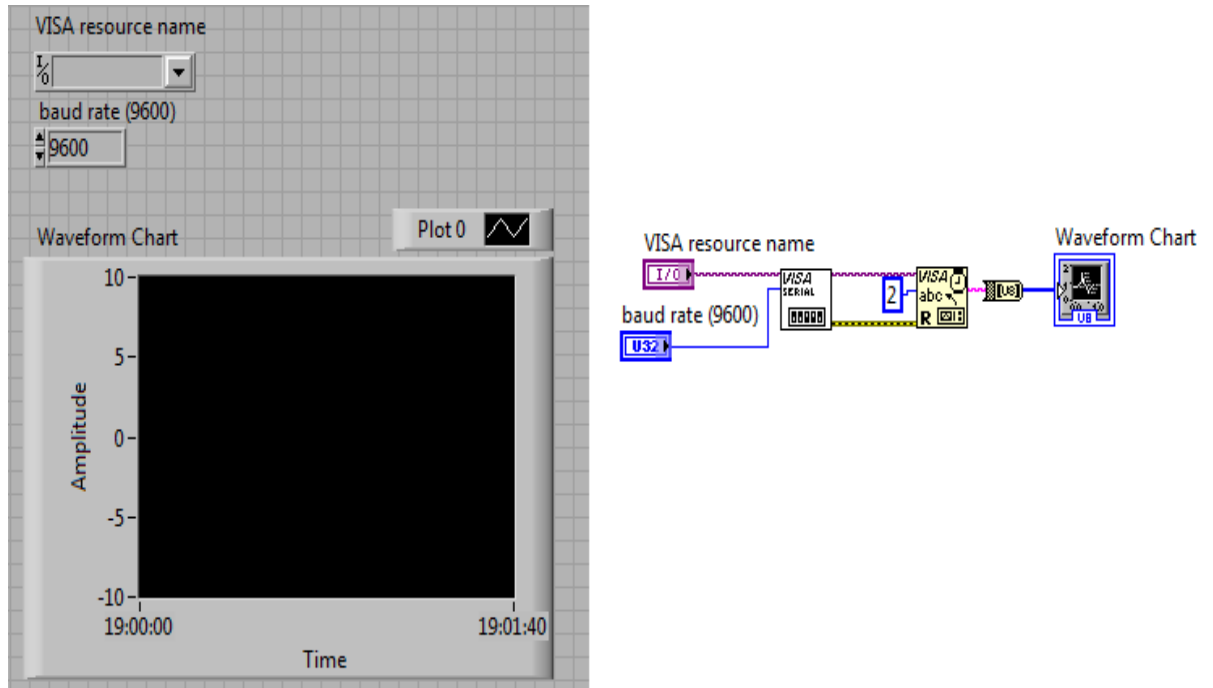 VISA resource name
I/O
baud rate (9600)
9600
Waveform Chart
Plot 0
10
5
0
-5
-10
Amplitude
19:00:00
19:01:40
Time
VISA resource name
I/O
baud rate (9600)
U32
VISA
SERIAL
2
VISA
abc
R
[U8]
Waveform Chart
2
0
U8